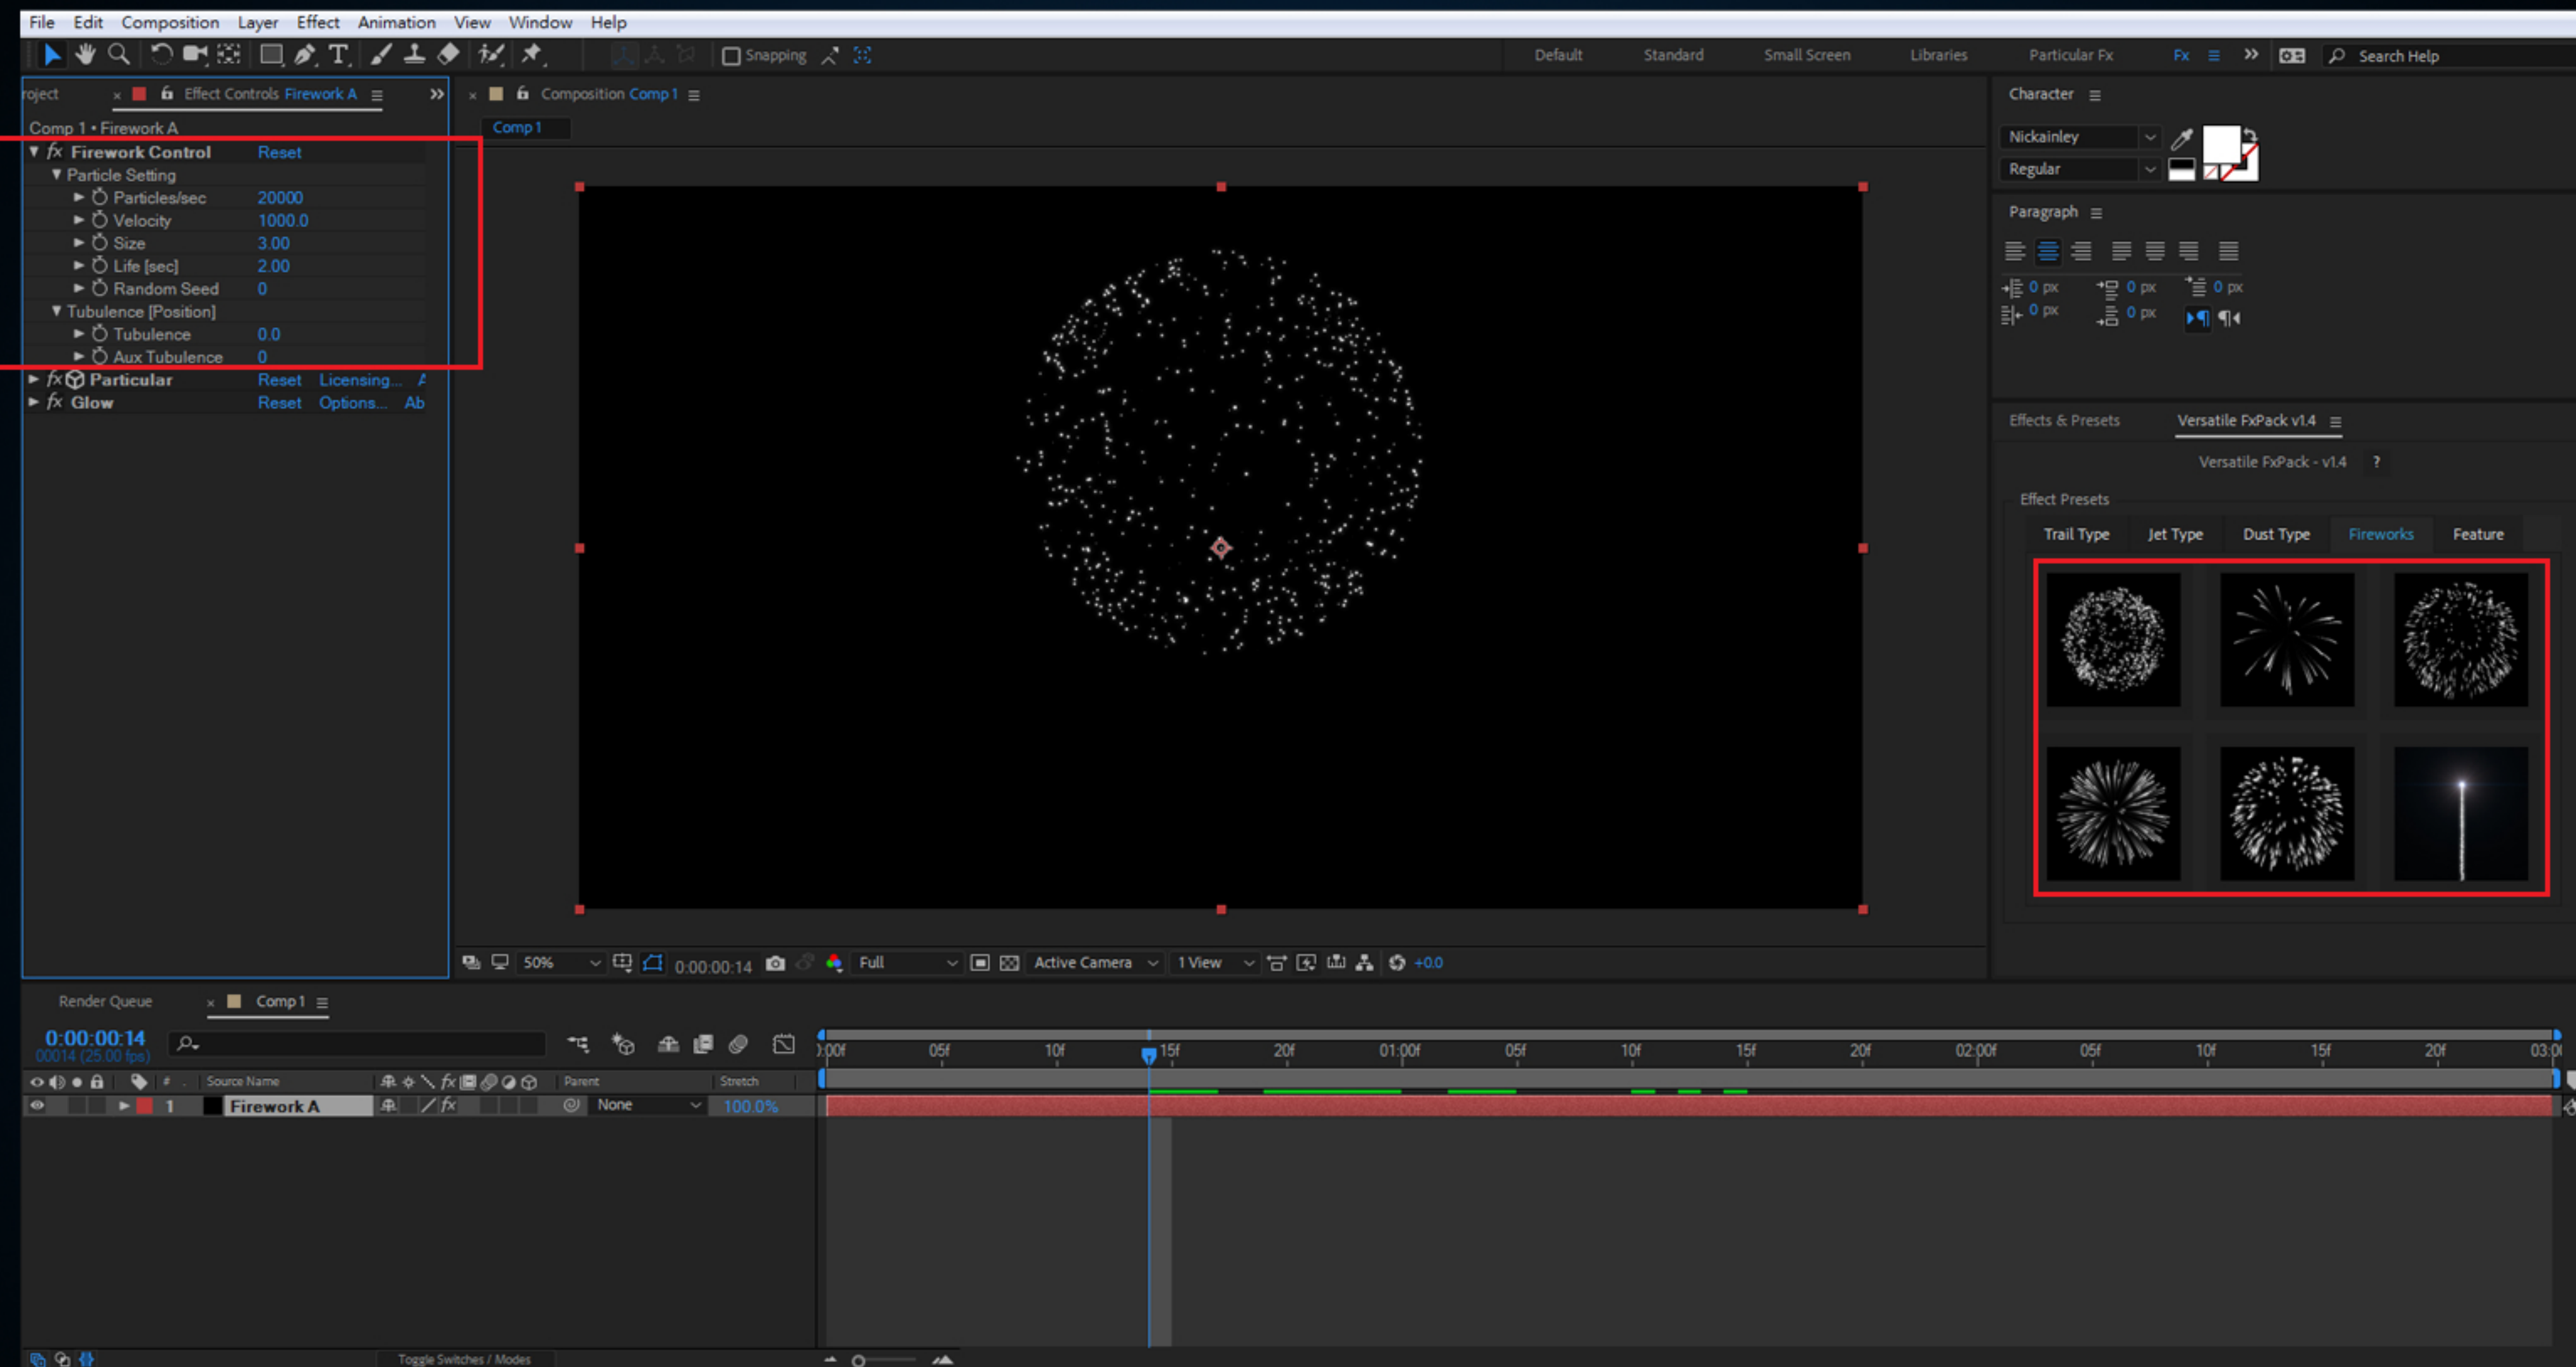 File Edit Composition Layer Effect Animation View Window Help
Snapping
Default Standard Small Screen Libraries Particular Fx Fx Search Help
roject Effect Controls Firework A
Comp 1 • Firework A
fx Firework Control Reset
Particle Setting
Particles/sec 20000
Velocity 1000.0
Size 3.00
Life [sec] 2.00
Random Seed 0
Tubulence [Position]
Tubulence 0.0
Aux Tubulence 0
fx Particular Reset Licensing... A
fx Glow Reset Options... Ab
Composition Comp 1
Comp 1
50% 0:00:00:14 Full Active Camera 1 View +0.0
Character
Nickainley
Regular
Paragraph
0 px 0 px 0 px
0 px 0 px
Effects & Presets Versatile FxPack v1.4
Versatile FxPack - v1.4 ?
Effect Presets
Trail Type Jet Type Dust Type Fireworks Feature
Render Queue Comp 1
0:00:00:14
00014 (25.00 fps)
):00f 05f 10f 15f 20f 01:00f 05f 10f 15f 20f 02:00f 05f 10f 15f 20f 03:0
# Source Name fx Parent Stretch
1 Firework A fx None 100.0%
Toggle Switches / Modes